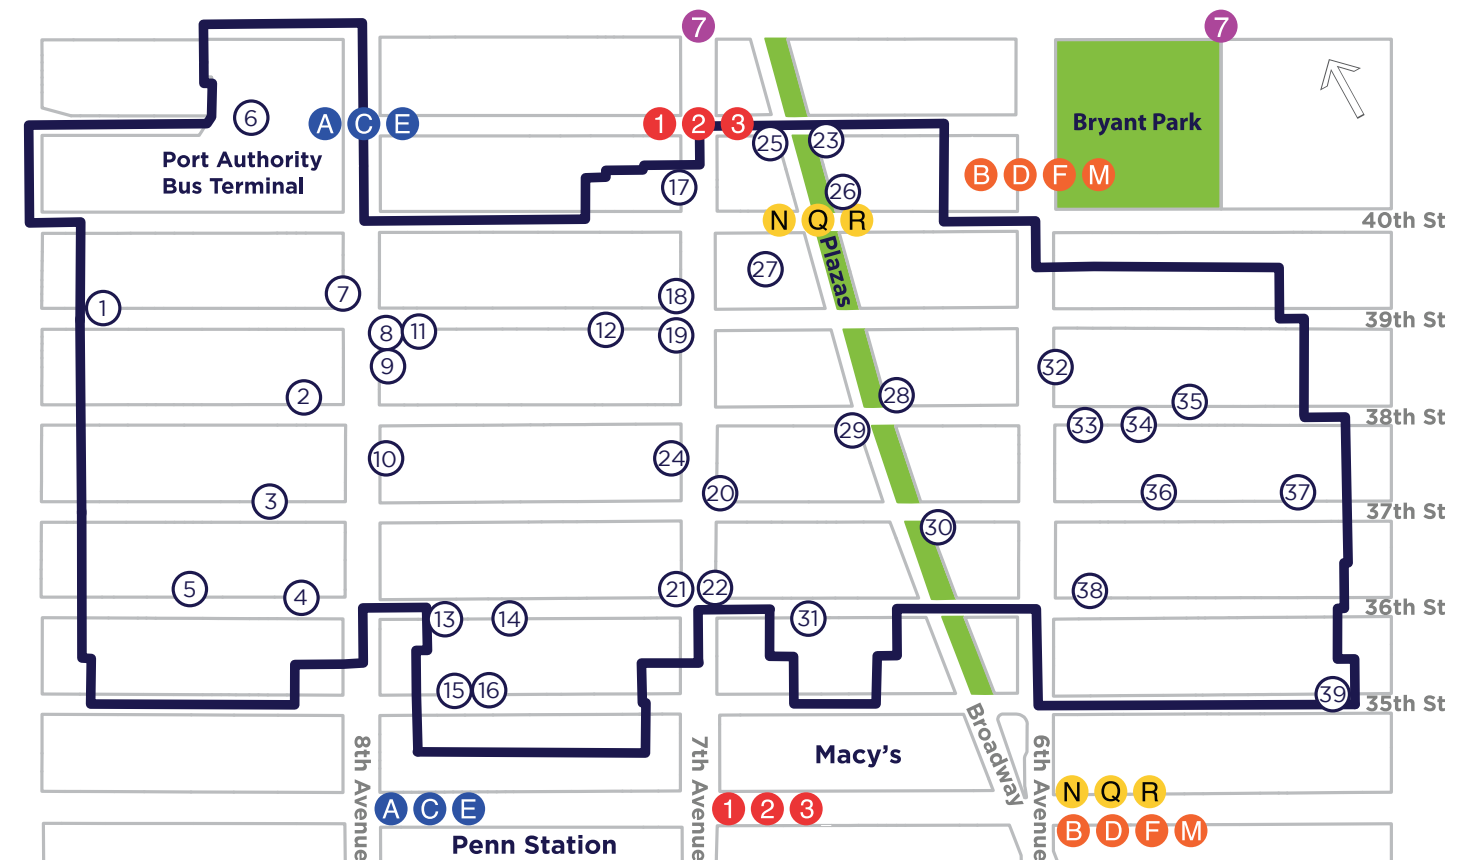 7
7
6
A
C
E
1
2
3
25
23
Bryant Park
Port Authority
Bus Terminal
17
26
B
D
F
M
N
Q
R
40th St
Plazas
27
7
18
1
39th St
8
11
12
19
9
32
2
28
35
38th St
33
34
29
10
24
20
36
37
3
37th St
30
5
4
21
22
38
36th St
13
14
31
15
16
39
35th St
8th Avenue
7th Avenue
Broadway
6th Avenue
Macy's
A
C
E
1
2
3
N
Q
R
B
D
F
M
Penn Station